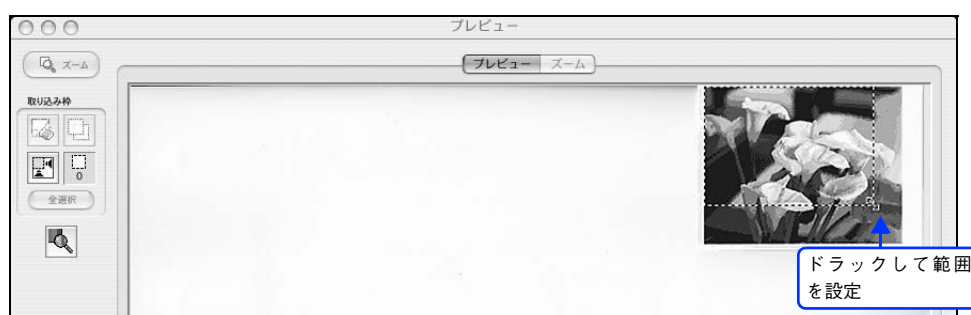 プレビュー
ズーム
プレビュー ズーム
取り込み枠
0
全選択
ドラックして範囲
を設定